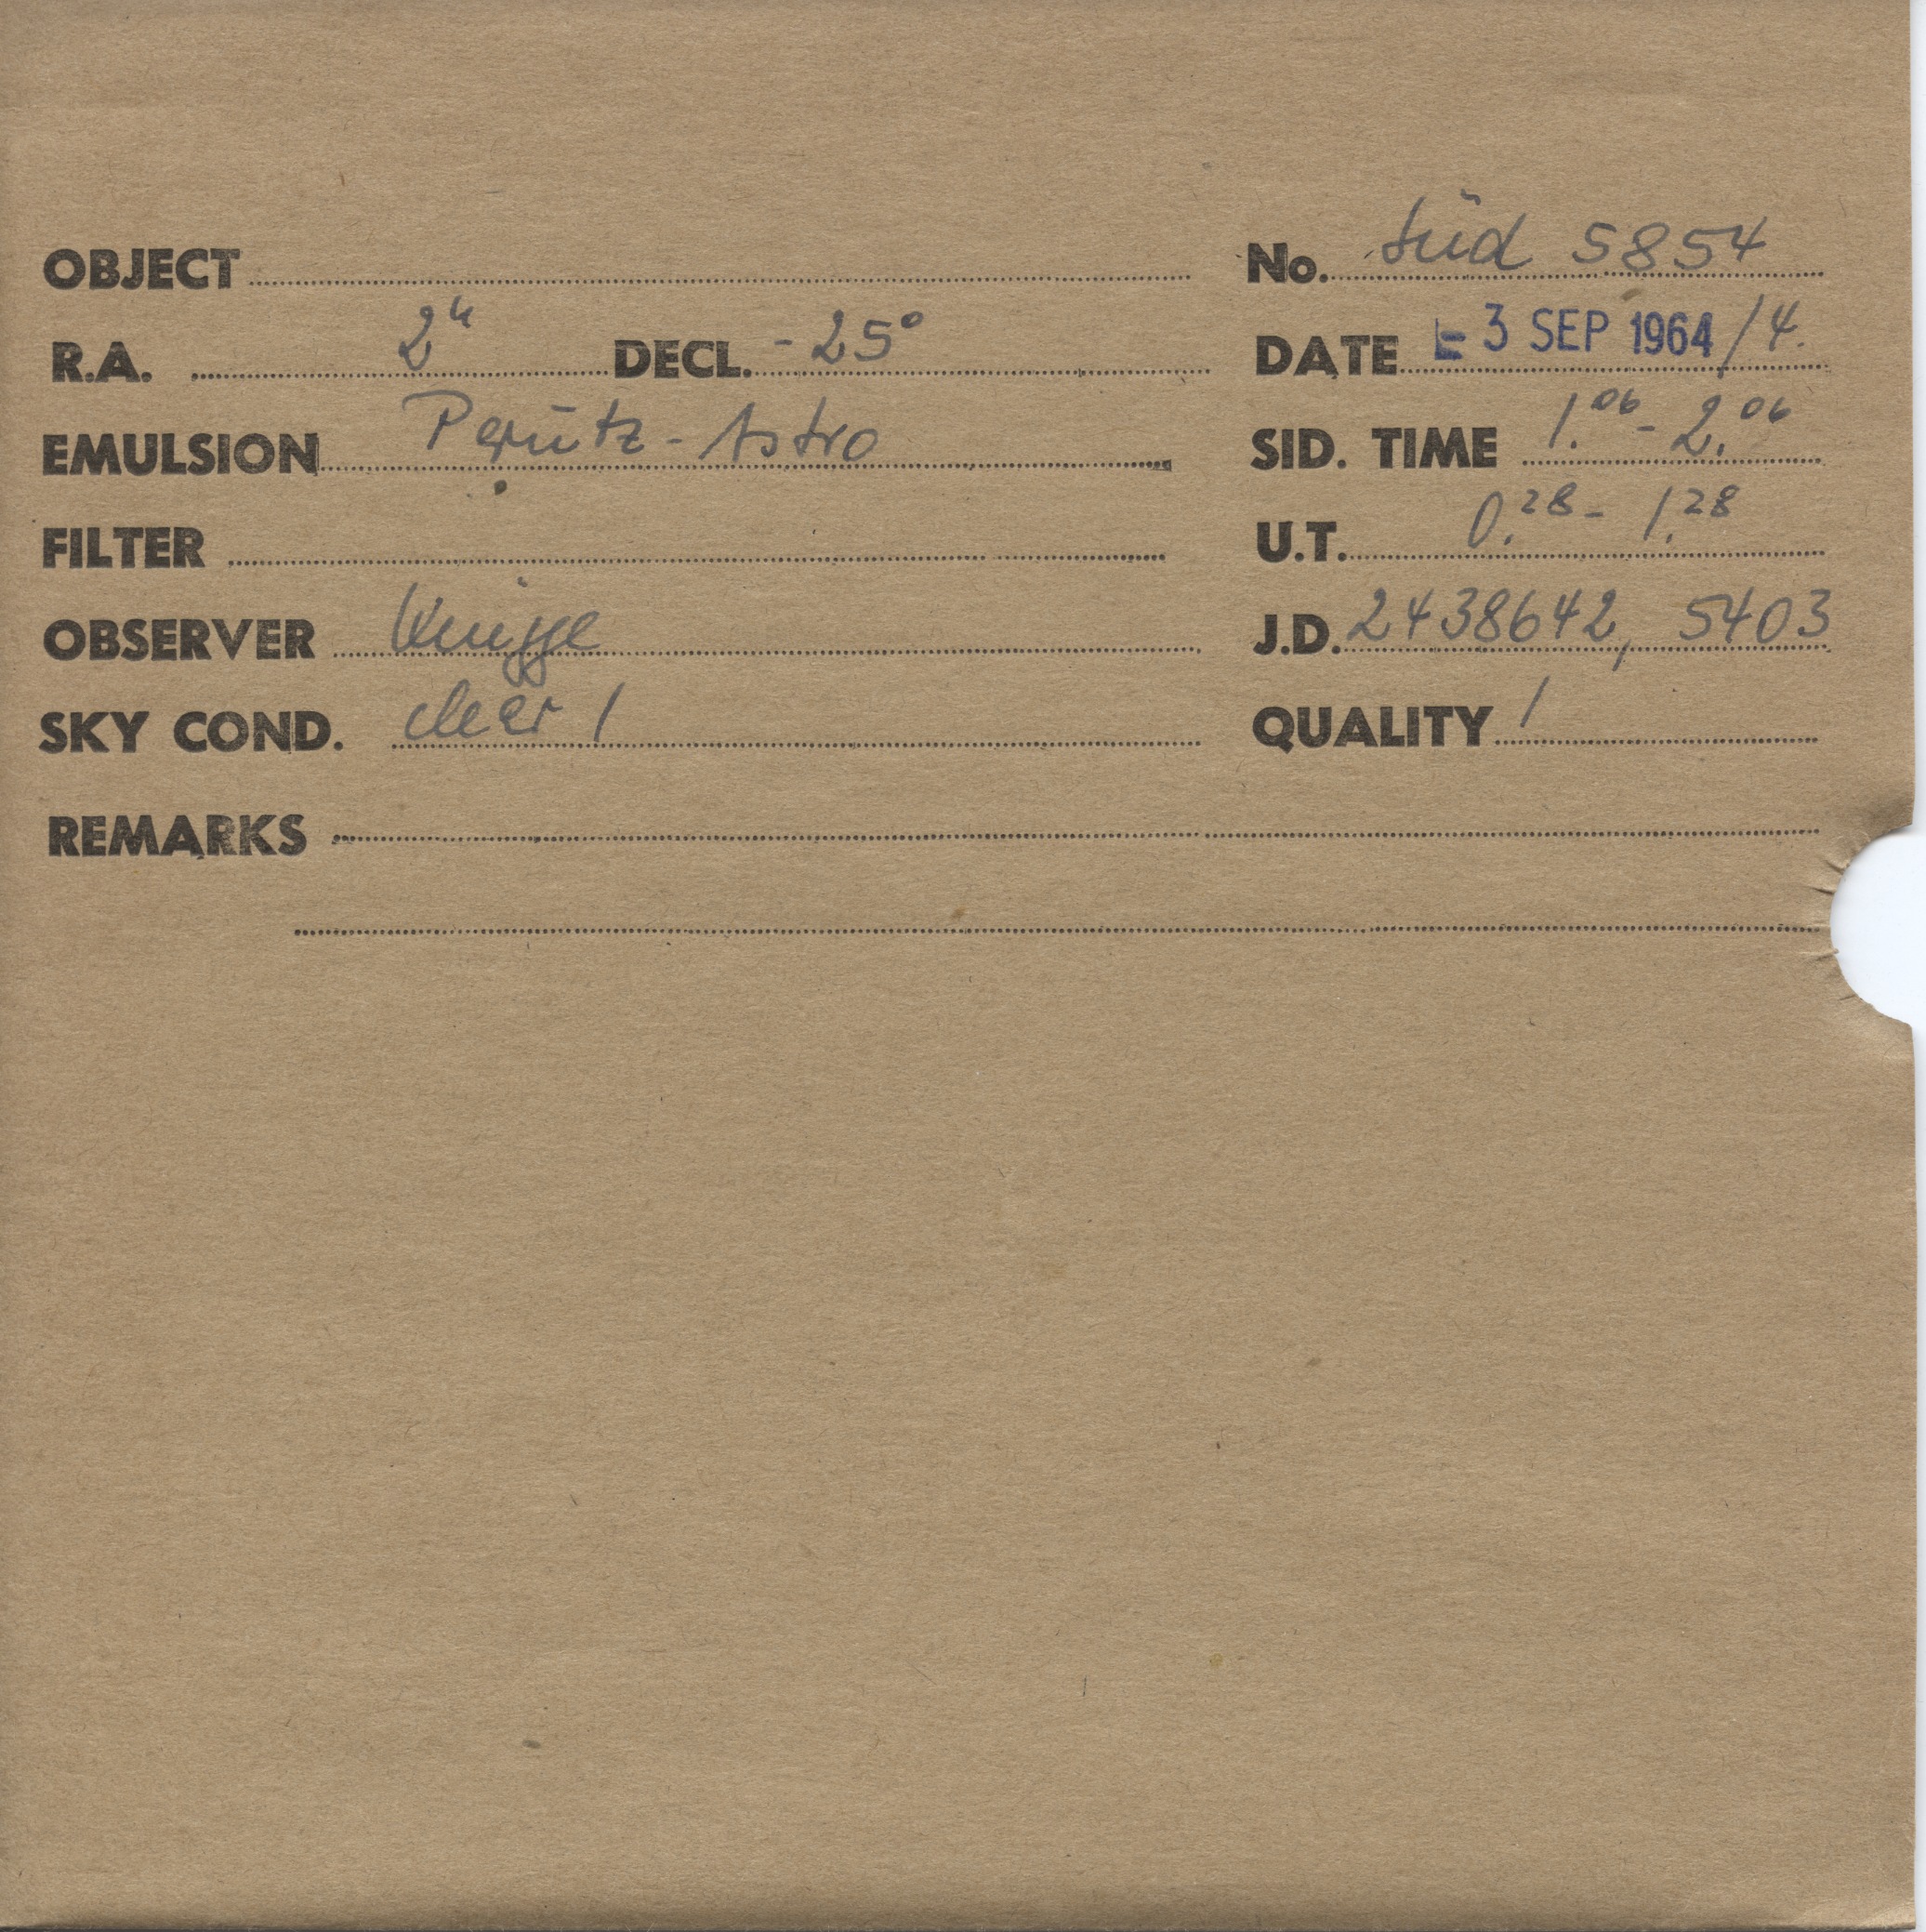 OBJECT No. Süd 5854
R.A. 2h DECL. -25° DATE - 3 SEP 1964 /4.
EMULSION Perutz-Astro SID. TIME 1.06 - 2.06
FILTER U.T. 0.28 - 1.28
OBSERVER Knigge J.D. 2438642, 5403
SKY COND. clear 1 QUALITY 1
REMARKS